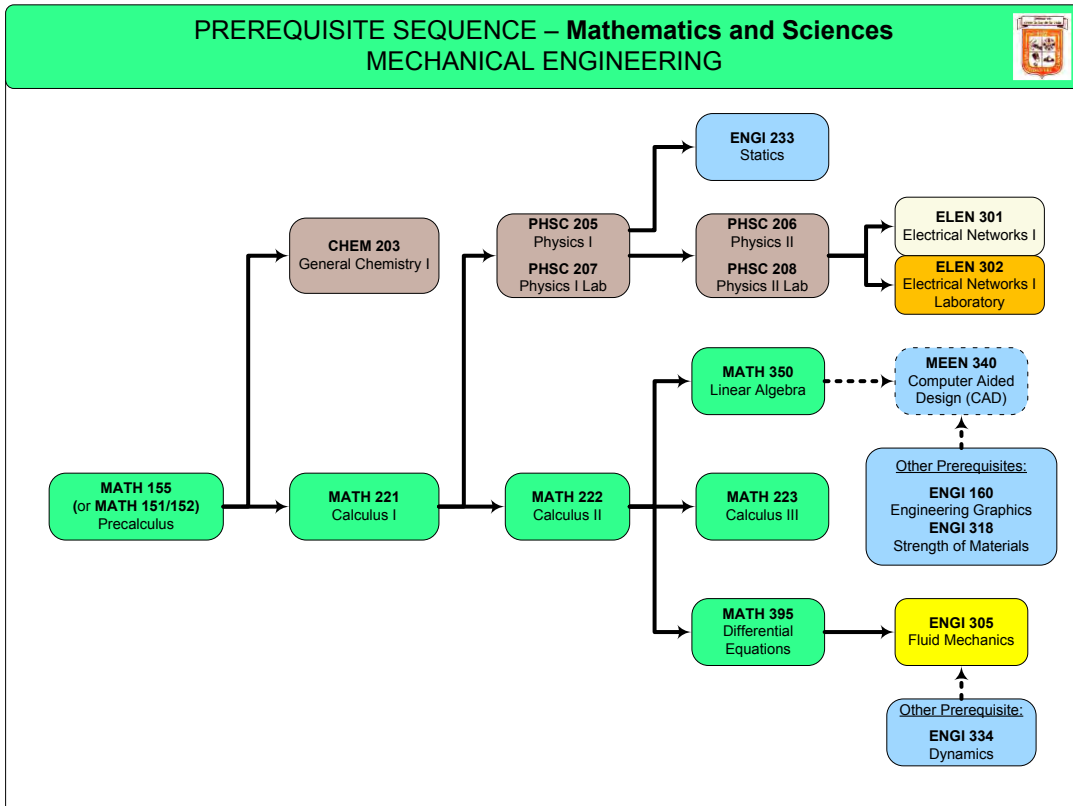 PREREQUISITE SEQUENCE – Mathematics and Sciences
MECHANICAL ENGINEERING
ENGI 233
Statics
CHEM 203
General Chemistry I
PHSC 205
Physics I
PHSC 207
Physics I Lab
PHSC 206
Physics II
PHSC 208
Physics II Lab
ELEN 301
Electrical Networks I
ELEN 302
Electrical Networks I
Laboratory
MATH 350
Linear Algebra
MEEN 340
Computer Aided
Design (CAD)
Other Prerequisites:
ENGI 160
Engineering Graphics
ENGI 318
Strength of Materials
MATH 155
(or MATH 151/152)
Precalculus
MATH 221
Calculus I
MATH 222
Calculus II
MATH 223
Calculus III
MATH 395
Differential
Equations
ENGI 305
Fluid Mechanics
Other Prerequisite:
ENGI 334
Dynamics